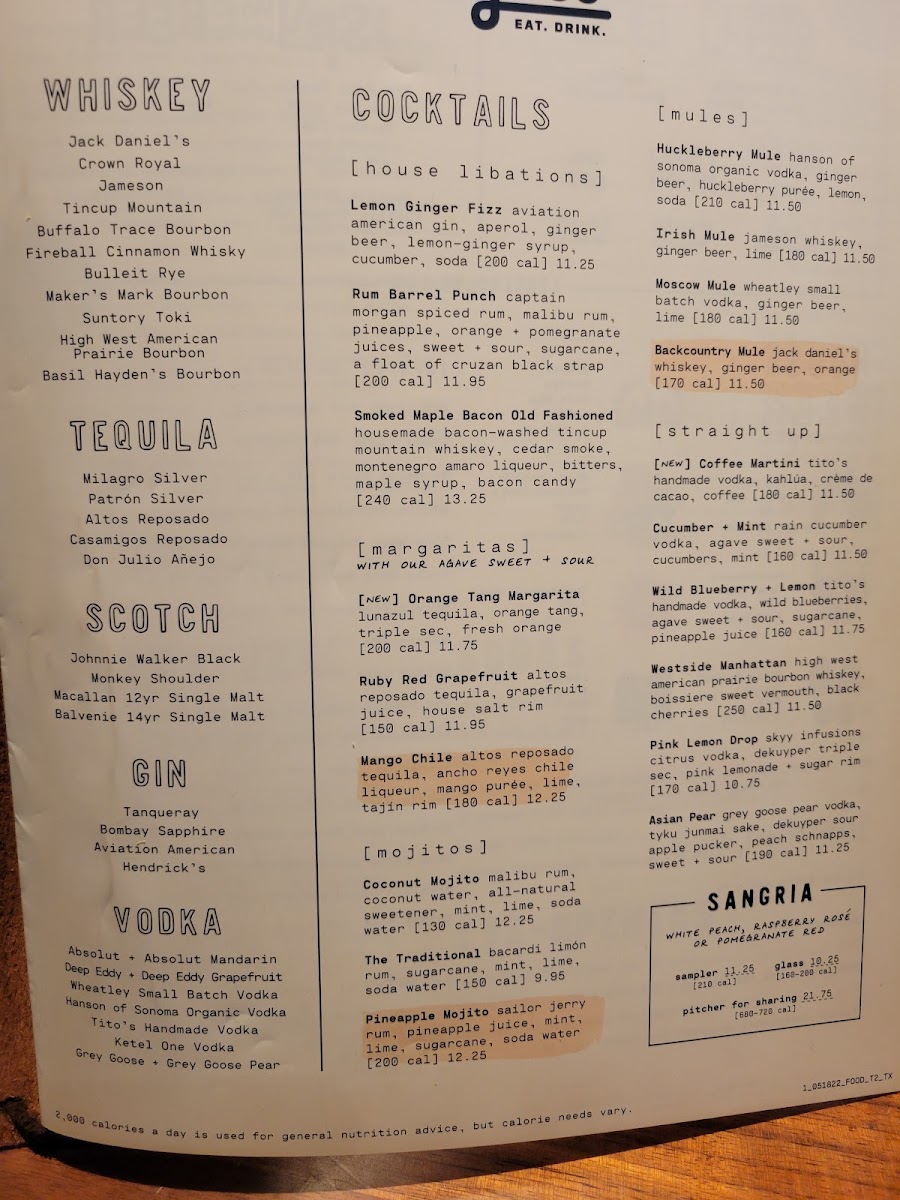 EAT. DRINK.
WHISKEY
Jack Daniel's
Crown Royal
Jameson
Tincup Mountain
Buffalo Trace Bourbon
Fireball Cinnamon Whisky
Bulleit Rye
Maker's Mark Bourbon
Suntory Toki
High West American
Prairie Bourbon
Basil Hayden's Bourbon
TEQUILA
Milagro Silver
Patrón Silver
Altos Reposado
Casamigos Reposado
Don Julio Añejo
SCOTCH
Johnnie Walker Black
Monkey Shoulder
Macallan 12yr Single Malt
Balvenie 14yr Single Malt
GIN
Tanqueray
Bombay Sapphire
Aviation American
Hendrick's
VODKA
Absolut + Absolut Mandarin
Deep Eddy + Deep Eddy Grapefruit
Wheatley Small Batch Vodka
Hanson of Sonoma Organic Vodka
Tito's Handmade Vodka
Ketel One Vodka
Grey Goose + Grey Goose Pear
COCKTAILS
[house libations]
Lemon Ginger Fizz aviation
american gin, aperol, ginger
beer, lemon-ginger syrup,
cucumber, soda [200 cal] 11.25
Rum Barrel Punch captain
morgan spiced rum, malibu rum,
pineapple, orange + pomegranate
juices, sweet + sour, sugarcane,
a float of cruzan black strap
[200 cal] 11.95
Smoked Maple Bacon Old Fashioned
housemade bacon-washed tincup
mountain whiskey, cedar smoke,
montenegro amaro liqueur, bitters,
maple syrup, bacon candy
[240 cal] 13.25
[margaritas]
WITH OUR AGAVE SWEET + SOUR
[NEW] Orange Tang Margarita
lunazul tequila, orange tang,
triple sec, fresh orange
[200 cal] 11.75
Ruby Red Grapefruit altos
reposado tequila, grapefruit
juice, house salt rim
[150 cal] 11.95
Mango Chile altos reposado
tequila, ancho reyes chile
liqueur, mango purée, lime,
tajín rim [180 cal] 12.25
[mojitos]
Coconut Mojito malibu rum,
coconut water, all-natural
sweetener, mint, lime, soda
water [130 cal] 12.25
The Traditional bacardi limón
rum, sugarcane, mint, lime,
soda water [150 cal] 9.95
Pineapple Mojito sailor jerry
rum, pineapple juice, mint,
lime, sugarcane, soda water
[200 cal] 12.25
[mules]
Huckleberry Mule hanson of
sonoma organic vodka, ginger
beer, huckleberry purée, lemon,
soda [210 cal] 11.50
Irish Mule jameson whiskey,
ginger beer, lime [180 cal] 11.50
Moscow Mule wheatley small
batch vodka, ginger beer,
lime [180 cal] 11.50
Backcountry Mule jack daniel's
whiskey, ginger beer, orange
[170 cal] 11.50
[straight up]
[NEW] Coffee Martini tito's
handmade vodka, kahlúa, crème de
cacao, coffee [180 cal] 11.50
Cucumber + Mint rain cucumber
vodka, agave sweet + sour,
cucumbers, mint [160 cal] 11.50
Wild Blueberry + Lemon tito's
handmade vodka, wild blueberries,
agave sweet + sour, sugarcane,
pineapple juice [160 cal] 11.75
Westside Manhattan high west
american prairie bourbon whiskey,
boissiere sweet vermouth, black
cherries [250 cal] 11.50
Pink Lemon Drop skyy infusions
citrus vodka, dekuyper triple
sec, pink lemonade + sugar rim
[170 cal] 10.75
Asian Pear grey goose pear vodka,
tyku junmai sake, dekuyper sour
apple pucker, peach schnapps,
sweet + sour [190 cal] 11.25
SANGRIA
WHITE PEACH, RASPBERRY ROSÉ
OR POMEGRANATE RED
sampler 11.25 glass 10.25
[210 cal] [160-200 cal]
pitcher for sharing 21.75
[680-720 cal]
1_051822_FOOD_T2_TX
2,000 calories a day is used for general nutrition advice, but calorie needs vary.